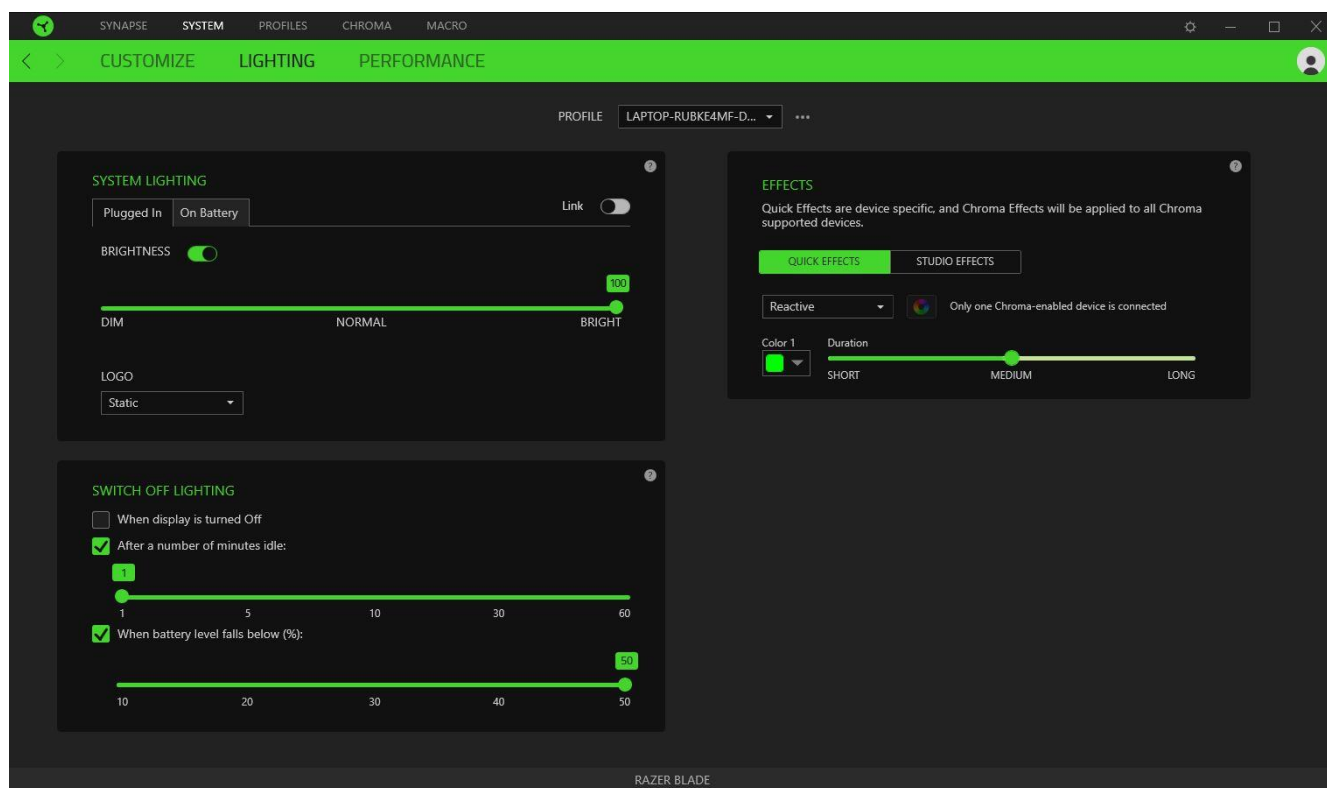 SYNAPSE SYSTEM PROFILES CHROMA MACRO
CUSTOMIZE LIGHTING PERFORMANCE
PROFILE LAPTOP-RUBKE4MF-D...
SYSTEM LIGHTING
Plugged In On Battery Link
BRIGHTNESS
100
DIM NORMAL BRIGHT
LOGO
Static
SWITCH OFF LIGHTING
When display is turned Off
After a number of minutes idle:
1
1 5 10 30 60
When battery level falls below (%):
50
10 20 30 40 50
EFFECTS
Quick Effects are device specific, and Chroma Effects will be applied to all Chroma
supported devices.
QUICK EFFECTS STUDIO EFFECTS
Reactive Only one Chroma-enabled device is connected
Color 1 Duration
SHORT MEDIUM LONG
RAZER BLADE